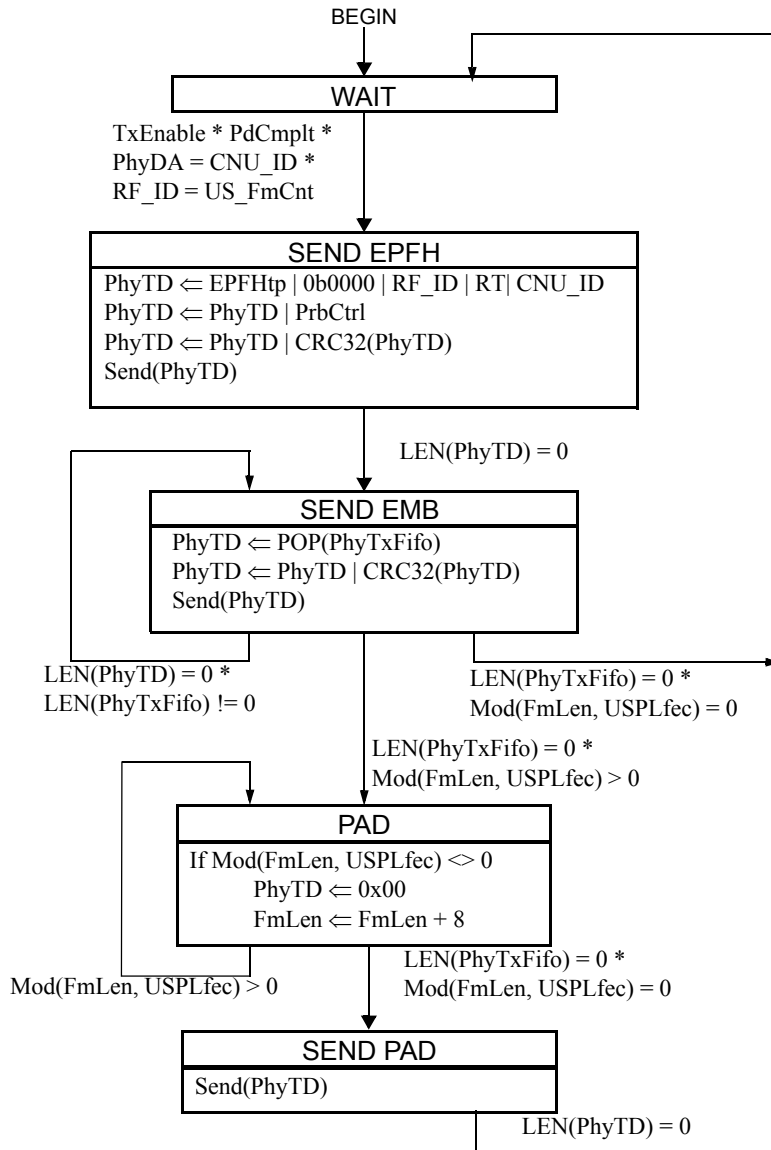 BEGIN
WAIT
TxEnable * PdCmplt *
PhyDA = CNU_ID *
RF_ID = US_FmCnt
SEND EPFH
PhyTD ⇐ EPFHtp | 0b0000 | RF_ID | RT| CNU_ID
PhyTD ⇐ PhyTD | PrbCtrl
PhyTD ⇐ PhyTD | CRC32(PhyTD)
Send(PhyTD)
LEN(PhyTD) = 0
SEND EMB
PhyTD ⇐ POP(PhyTxFifo)
PhyTD ⇐ PhyTD | CRC32(PhyTD)
Send(PhyTD)
LEN(PhyTD) = 0 *
LEN(PhyTxFifo) != 0
LEN(PhyTxFifo) = 0 *
Mod(FmLen, USPLfec) = 0
LEN(PhyTxFifo) = 0 *
Mod(FmLen, USPLfec) > 0
PAD
If Mod(FmLen, USPLfec) <> 0
PhyTD ⇐ 0x00
FmLen ⇐ FmLen + 8
Mod(FmLen, USPLfec) > 0
LEN(PhyTxFifo) = 0 *
Mod(FmLen, USPLfec) = 0
SEND PAD
Send(PhyTD)
LEN(PhyTD) = 0